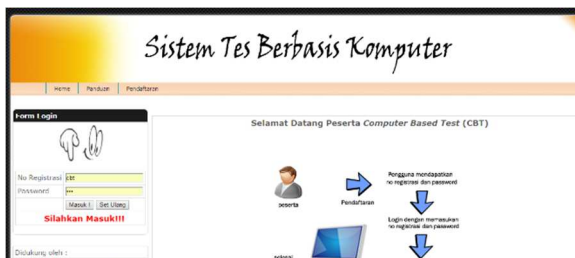 Sistem Tes Berbasis Komputer
Home Panduan Pendaftaran
Form Login
Selamat Datang Peserta Computer Based Test (CBT)
No Registrasi cbt
Password •••
Masuk ! Set Ulang
Silahkan Masuk!!!
Didukung oleh :
peserta
Pendaftaran
Pengguna mendapatkan
no registrasi dan password
Login dengan memasukan
no registrasi dan password
selesai